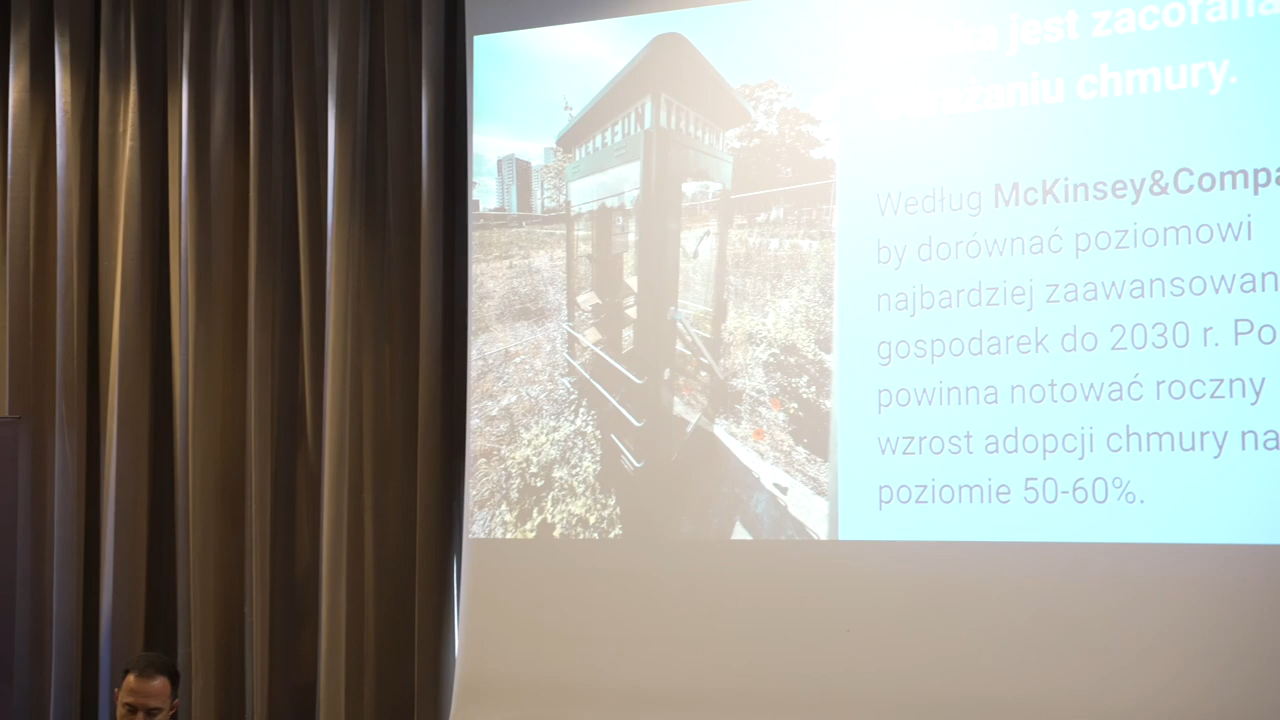 TELEFON
jest zacofana
chmury.
Według McKinsey&Compa
by dorównać poziomowi
najbardziej zaawansowan
gospodarek do 2030 r. Po
powinna notować roczny
wzrost adopcji chmury na
poziomie 50-60%.